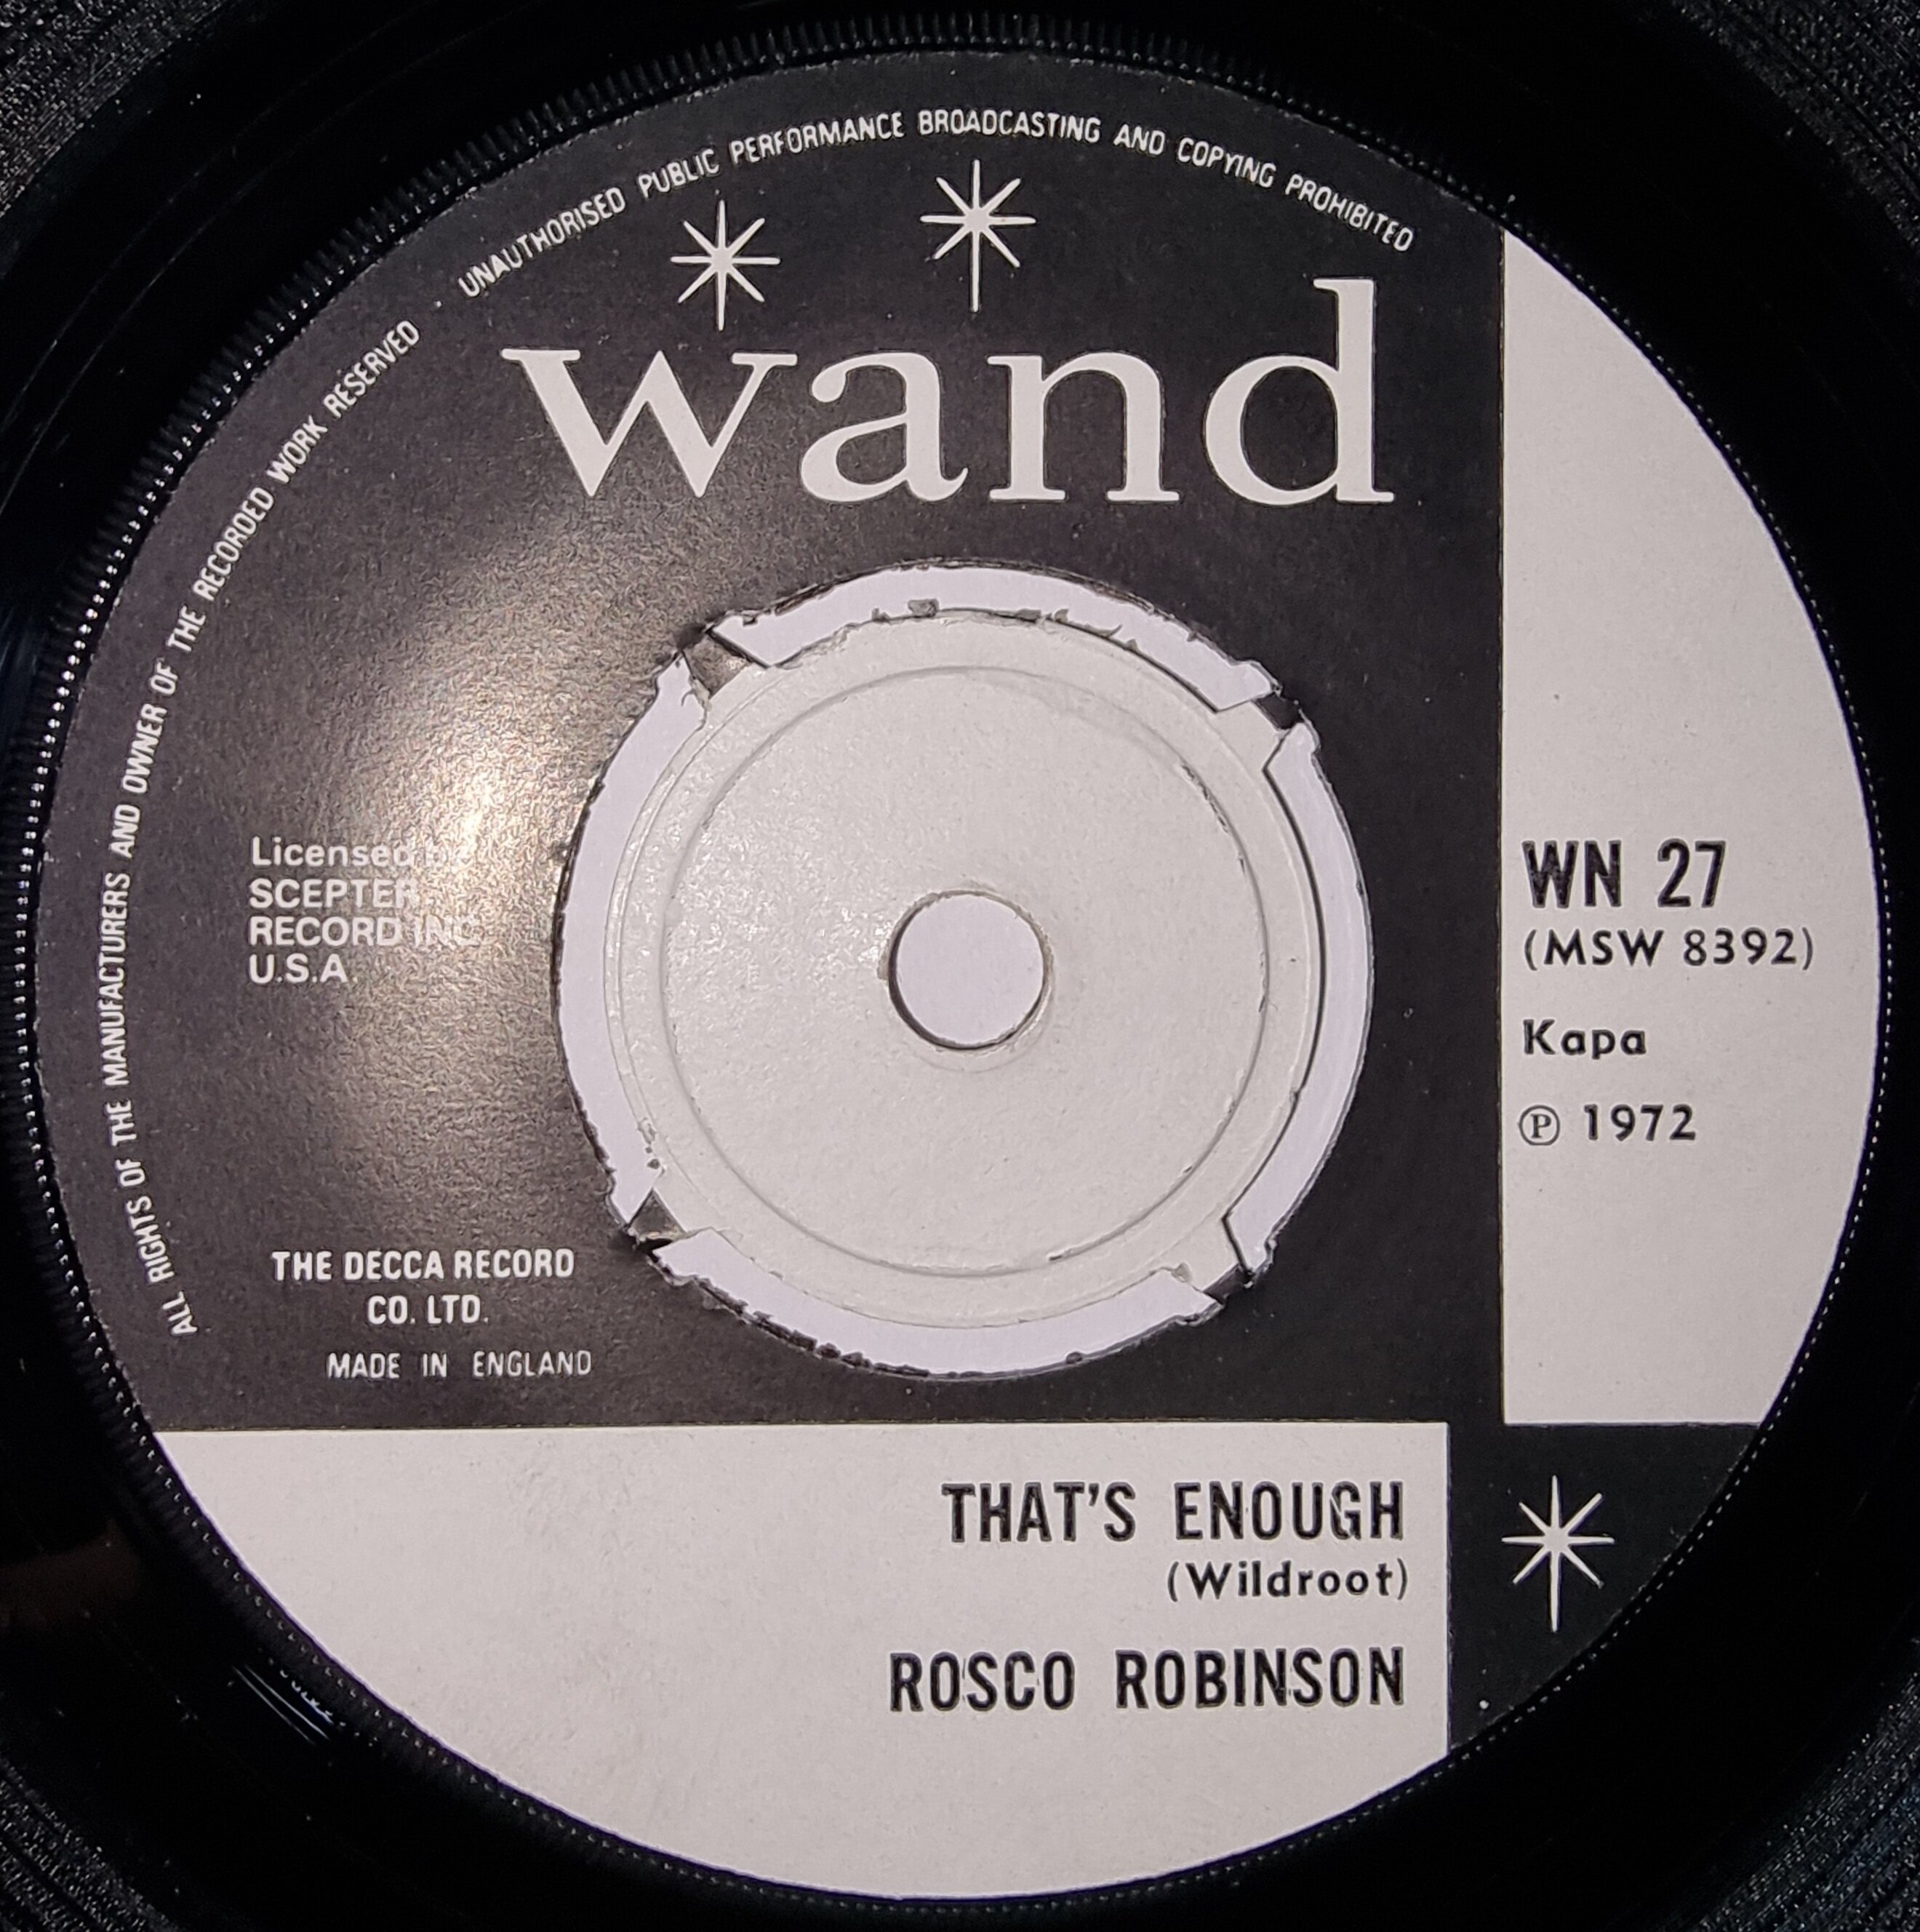 ALL RIGHTS OF THE MANUFACTURERS AND OWNER OF THE RECORDED WORK RESERVED · UNAUTHORISED PUBLIC PERFORMANCE BROADCASTING AND COPYING PROHIBITED
wand
Licensed by
SCEPTER
RECORD INC
U.S.A.
WN 27
(MSW 8392)
Kapa
℗ 1972
THE DECCA RECORD
CO. LTD.
MADE IN ENGLAND
THAT'S ENOUGH
(Wildroot)
ROSCO ROBINSON